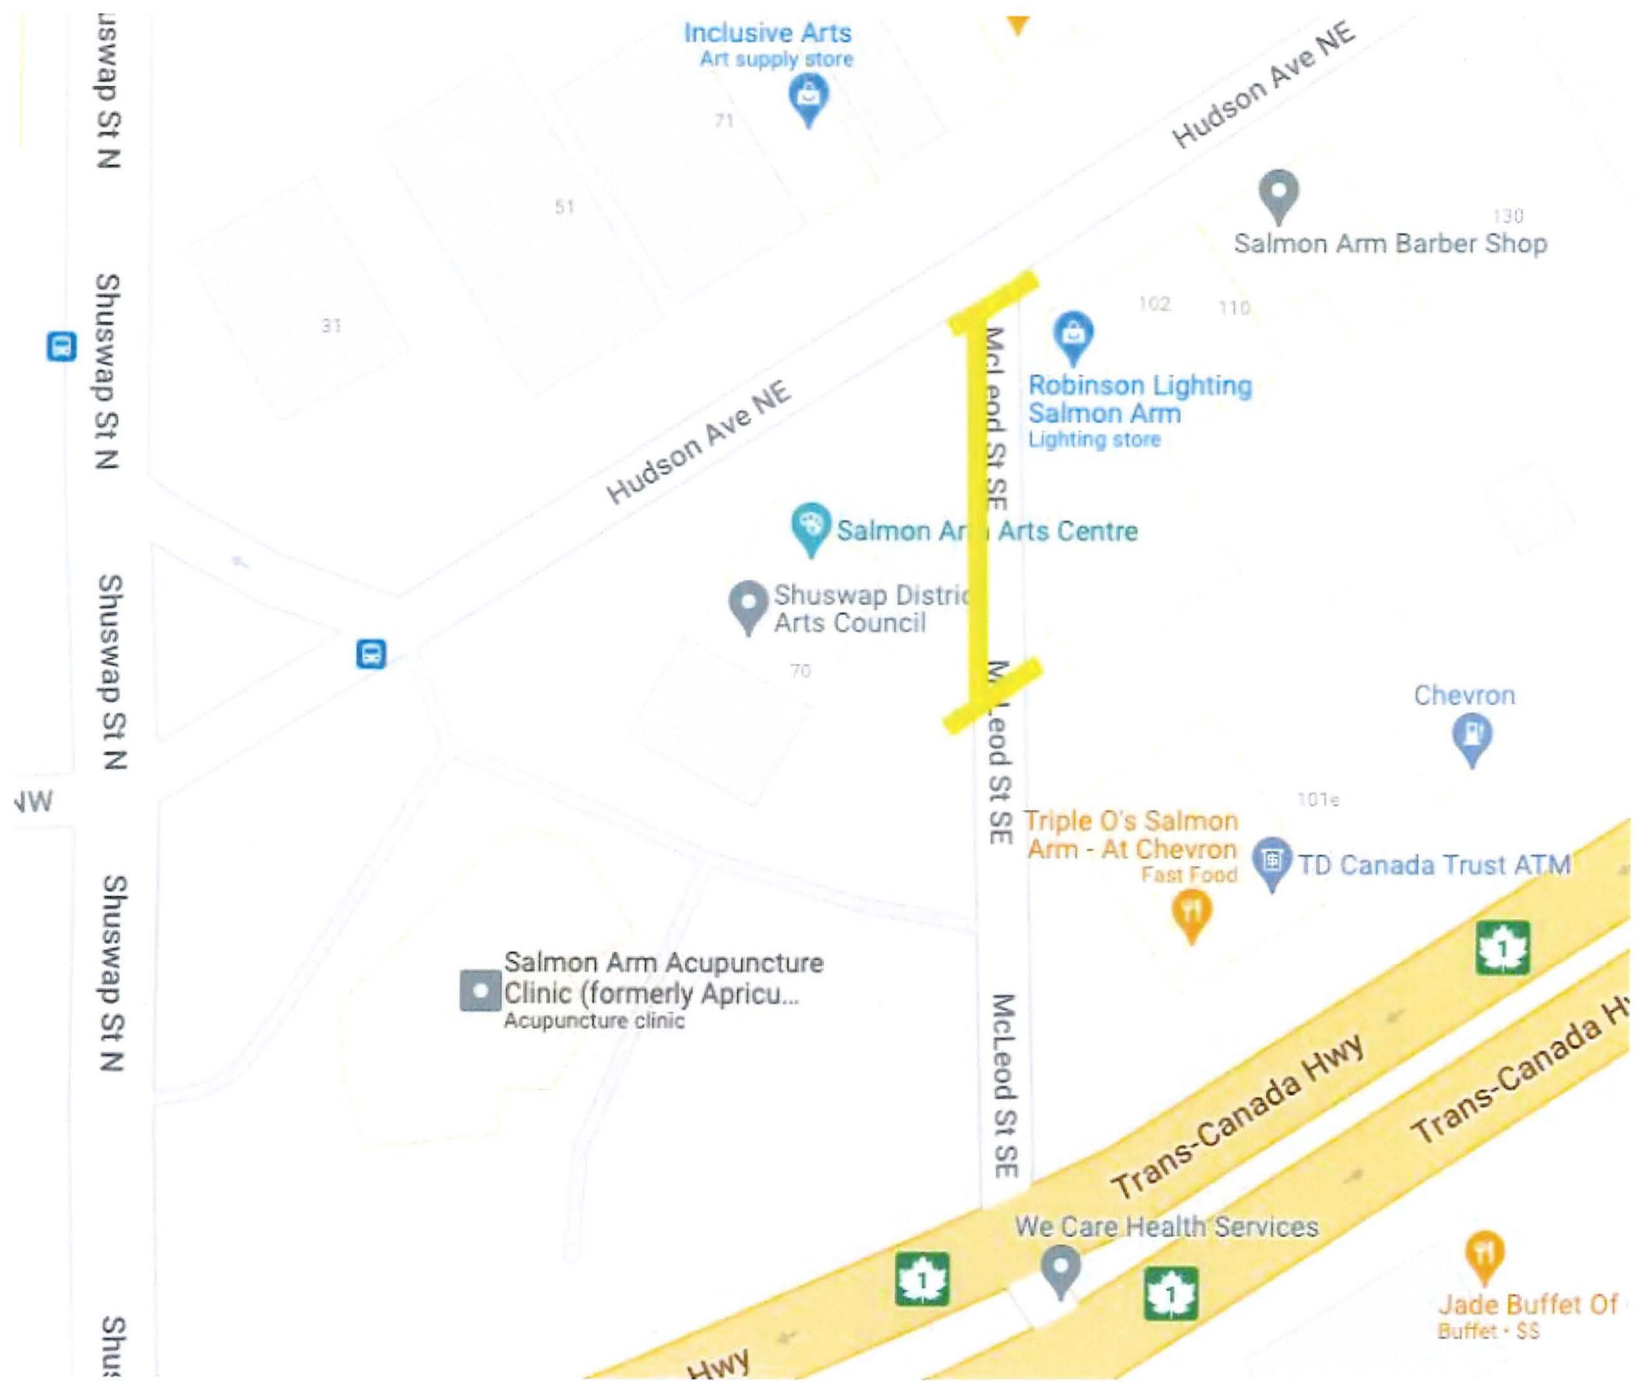 uswap St N
Shuswap St N
Shuswap St N
Shuswap St N
Shus
NW
Inclusive Arts
Art supply store
71
51
31
Hudson Ave NE
Hudson Ave NE
Salmon Arm Barber Shop
130
102
110
McLeod St SE
Robinson Lighting
Salmon Arm
Lighting store
Salmon Arm Arts Centre
Shuswap Distric
Arts Council
70
McLeod St SE
Chevron
101e
Triple O's Salmon
Arm - At Chevron
Fast Food
TD Canada Trust ATM
1
Salmon Arm Acupuncture
Clinic (formerly Apricu...
Acupuncture clinic
McLeod St SE
Trans-Canada Hwy
Trans-Canada H
We Care Health Services
1
1
Hwy
Jade Buffet Of
Buffet • $$